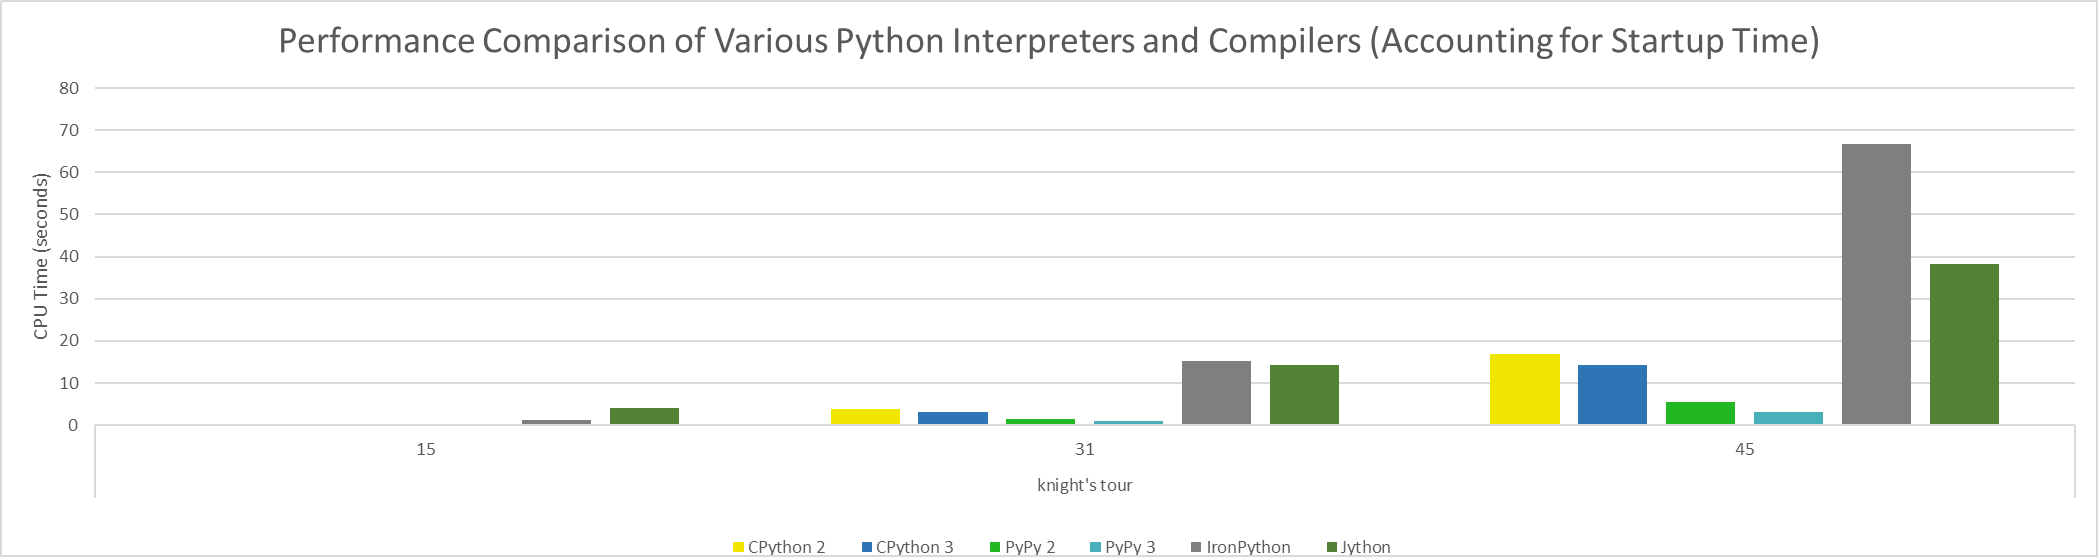 Performance Comparison of Various Python Interpreters and Compilers (Accounting for Startup Time)
CPU Time (seconds)
80
70
60
50
40
30
20
10
0
15 31 45
knight's tour
CPython 2 CPython 3 PyPy 2 PyPy 3 IronPython Jython